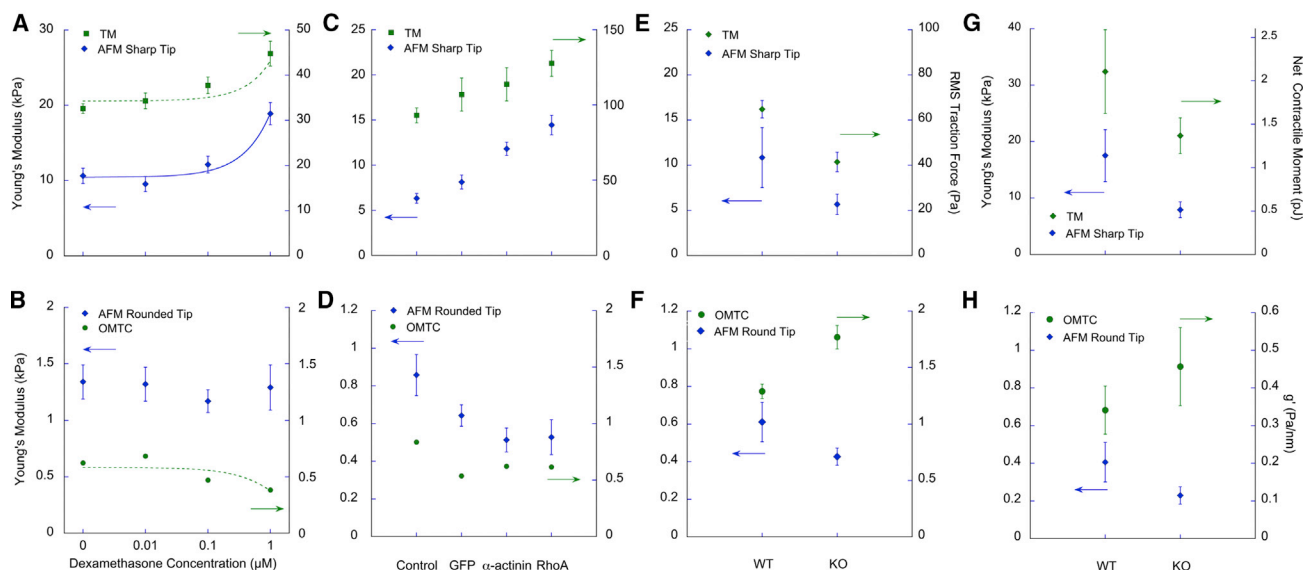 A
30
25
20
15
10
5
0
Young's Modulus (kPa)
TM
AFM Sharp Tip
50
40
30
20
10
0
C
25
20
15
10
5
0
TM
AFM Sharp Tip
150
100
50
0
E
25
20
15
10
5
0
TM
AFM Sharp Tip
100
80
60
40
20
0
RMS Traction Force (Pa)
G
40
30
20
10
0
Young's Modulus (kPa)
TM
AFM Sharp Tip
2.5
2
1.5
1
0.5
0
Net Contractile Moment (pJ)
B
2
1.5
1
0.5
0
Young's Modulus (kPa)
AFM Rounded Tip
OMTC
2
1.5
1
0.5
0
0 0.01 0.1 1
Dexamethasone Concentration (µM)
D
1.2
1
0.8
0.6
0.4
0.2
0
AFM Rounded Tip
OMTC
2
1.5
1
0.5
0
Control GFP α-actinin RhoA
F
1.2
1
0.8
0.6
0.4
0.2
0
OMTC
AFM Round Tip
2
1.5
1
0.5
0
WT KO
H
1.2
1
0.8
0.6
0.4
0.2
0
OMTC
AFM Round Tip
0.6
0.5
0.4
0.3
0.2
0.1
0
g' (Pa/nm)
WT KO